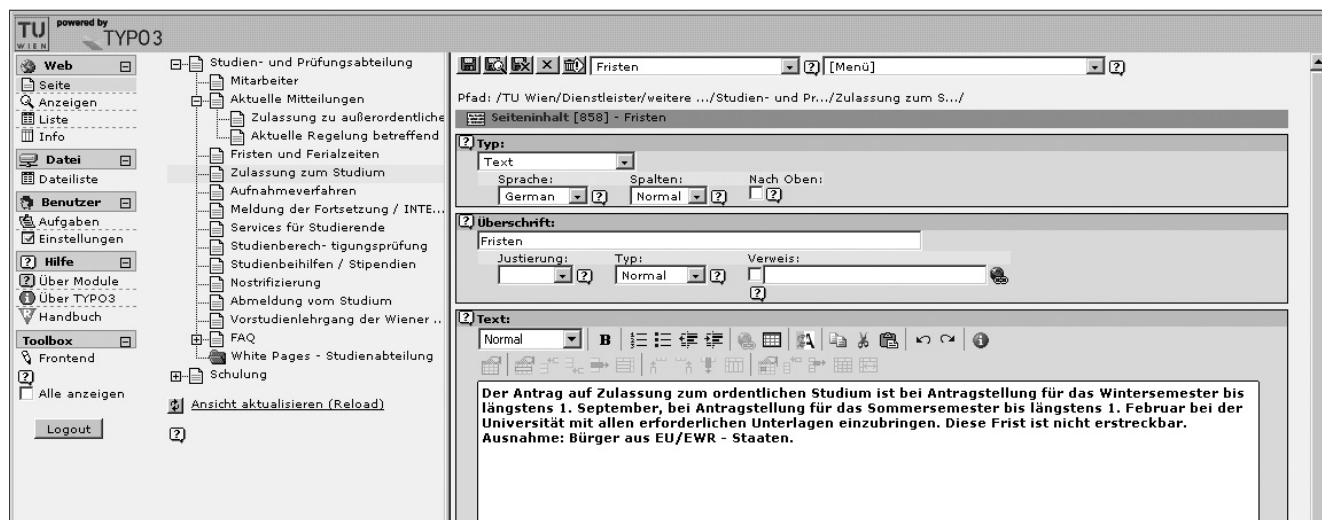 TU
WIEN
powered by
TYPO3
Web
Seite
Anzeigen
Liste
Info
Datei
Dateiliste
Benutzer
Aufgaben
Einstellungen
Hilfe
Über Module
Über TYPO3
Handbuch
Toolbox
Frontend
Alle anzeigen
Logout
Studien- und Prüfungsabteilung
Mitarbeiter
Aktuelle Mitteilungen
Zulassung zu außerordentliche
Aktuelle Regelung betreffend
Fristen und Ferialzeiten
Zulassung zum Studium
Aufnahmeverfahren
Meldung der Fortsetzung / INTE...
Services für Studierende
Studienberech- tigungsprüfung
Studienbeihilfen / Stipendien
Nostrifizierung
Abmeldung vom Studium
Vorstudienlehrgang der Wiener ..
FAQ
White Pages - Studienabteilung
Schulung
Ansicht aktualisieren (Reload)
Fristen [Menü]
Pfad: /TU Wien/Dienstleister/weitere .../Studien- und Pr.../Zulassung zum S.../
Seiteninhalt [858] - Fristen
Typ:
Text
Sprache: Spalten: Nach Oben:
German Normal
Überschrift:
Fristen
Justierung: Typ: Verweis:
Normal
Text:
Normal B
Der Antrag auf Zulassung zum ordentlichen Studium ist bei Antragstellung für das Wintersemester bis
längstens 1. September, bei Antragstellung für das Sommersemester bis längstens 1. Februar bei der
Universität mit allen erforderlichen Unterlagen einzubringen. Diese Frist ist nicht erstreckbar.
Ausnahme: Bürger aus EU/EWR - Staaten.